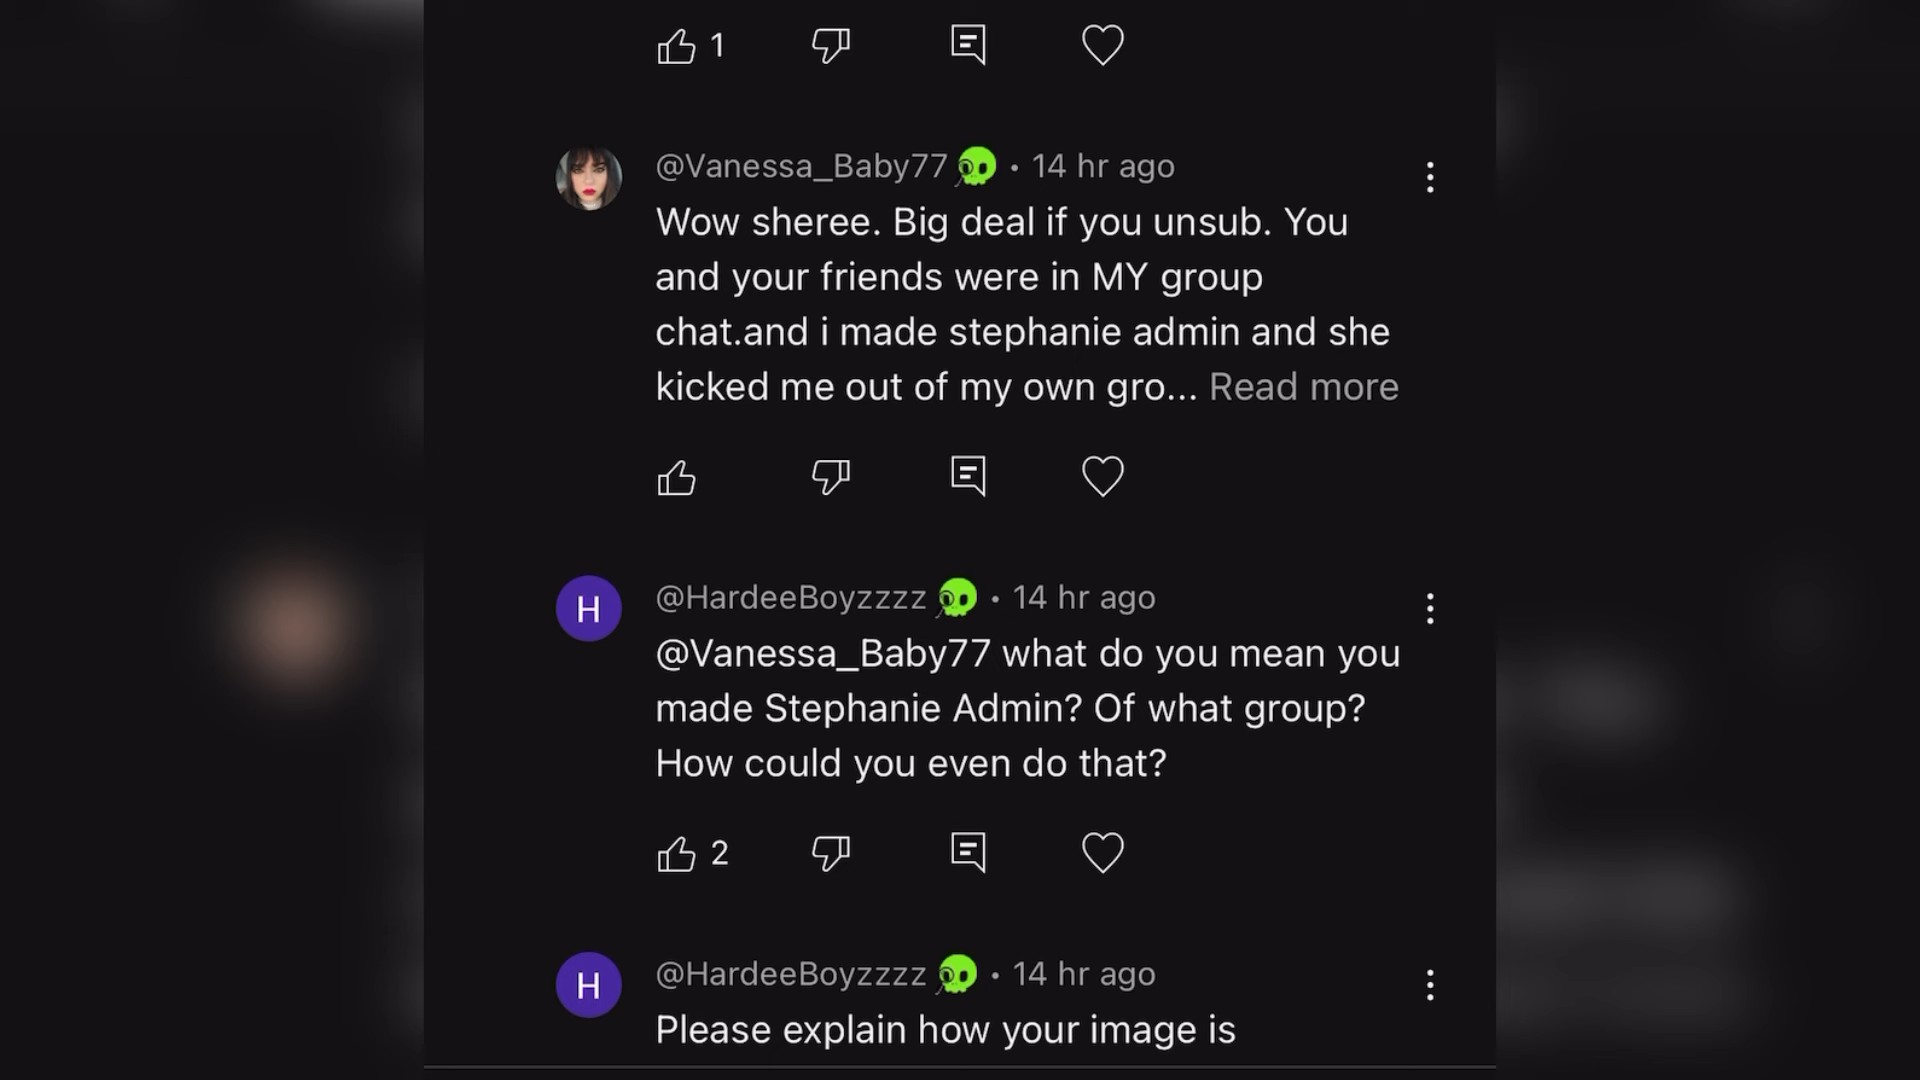 1
@Vanessa_Baby77 • 14 hr ago
Wow sheree. Big deal if you unsub. You
and your friends were in MY group
chat.and i made stephanie admin and she
kicked me out of my own gro... Read more
H
@HardeeBoyzzzz • 14 hr ago
@Vanessa_Baby77 what do you mean you
made Stephanie Admin? Of what group?
How could you even do that?
2
H
@HardeeBoyzzzz • 14 hr ago
Please explain how your image is